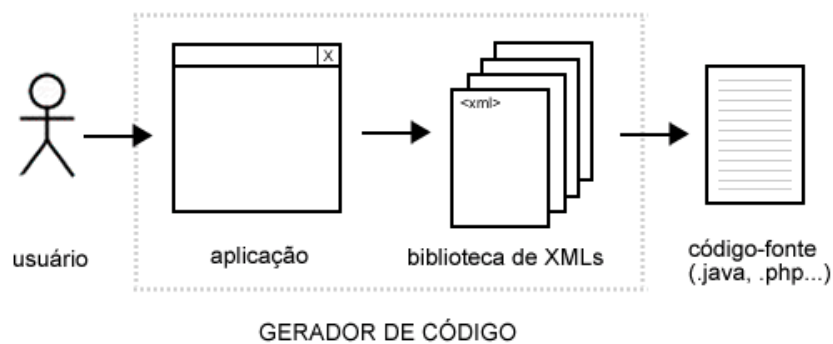 X
<xml>
usuário
aplicação
biblioteca de XMLs
código-fonte
(.java, .php...)
GERADOR DE CÓDIGO